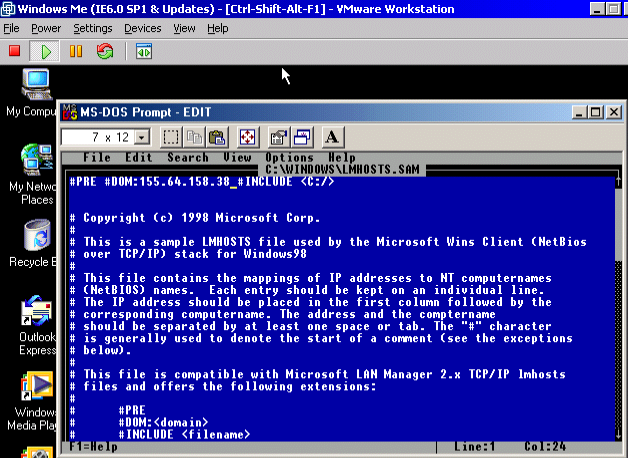 Windows Me (IE6.0 SP1 & Updates) - [Ctrl-Shift-Alt-F1] - VMware Workstation
File Power Settings Devices View Help
My Compu
MS-DOS Prompt - EDIT
7 x 12
A
File Edit Search View Options Help
C:\WINDOWS\LMHOSTS.SAM
#PRE #DOM:155.64.158.38_#INCLUDE <C:/>
# Copyright (c) 1998 Microsoft Corp.
#
# This is a sample LMHOSTS file used by the Microsoft Wins Client (NetBios
# over TCP/IP) stack for Windows98
#
# This file contains the mappings of IP addresses to NT computernames
# (NetBIOS) names.  Each entry should be kept on an individual line.
# The IP address should be placed in the first column followed by the
# corresponding computername. The address and the comptername
# should be separated by at least one space or tab. The "#" character
# is generally used to denote the start of a comment (see the exceptions
# below).
#
# This file is compatible with Microsoft LAN Manager 2.x TCP/IP lmhosts
# files and offers the following extensions:
#
#      #PRE
#      #DOM:<domain>
#      #INCLUDE <filename>
F1=Help
Line:1 Col:24
My Netwo
Places
Recycle B
Outlook
Express
Windows
Media Play